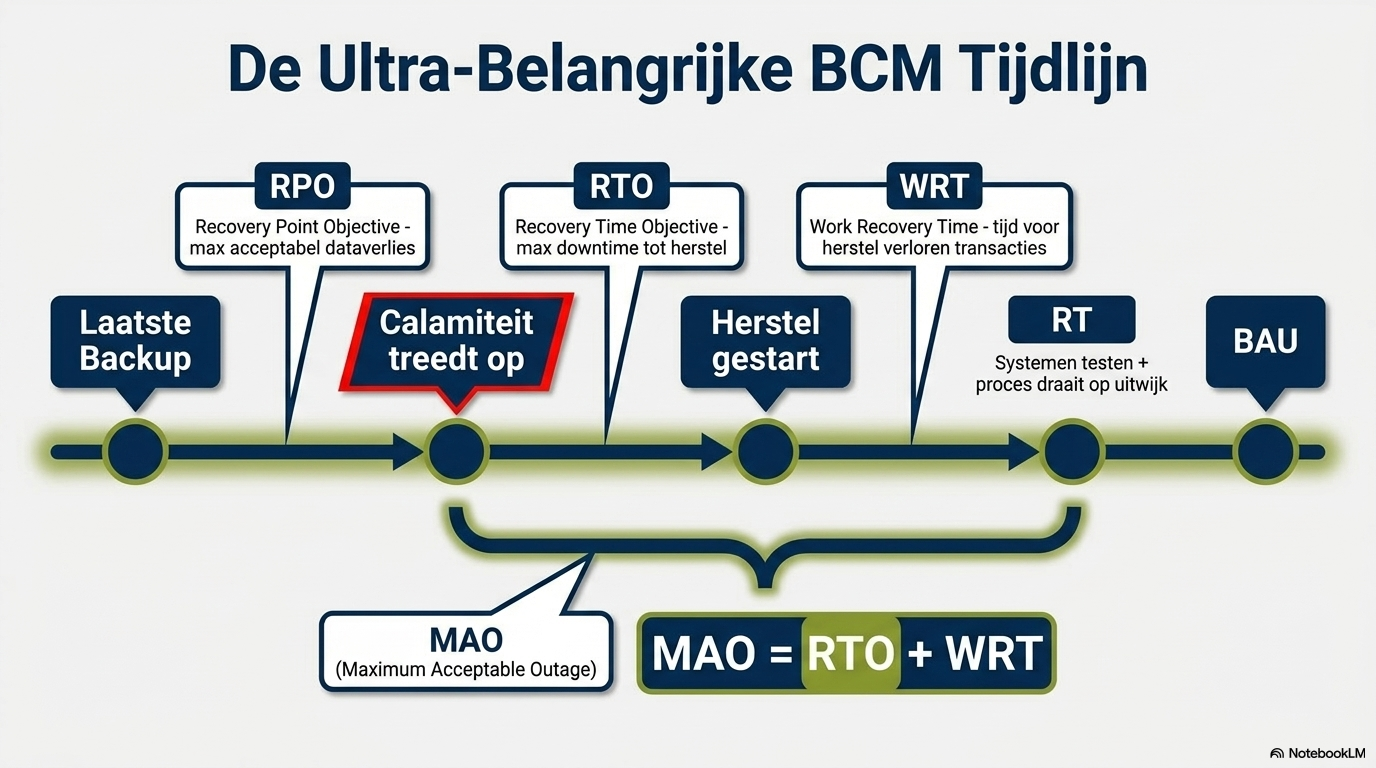 De Ultra-Belangrijke BCM Tijdlijn
RPO
Recovery Point Objective -
max acceptabel dataverlies
RTO
Recovery Time Objective -
max downtime tot herstel
WRT
Work Recovery Time - tijd voor
herstel verloren transacties
Laatste
Backup
Calamiteit
treedt op
Herstel
gestart
RT
Systemen testen +
proces draait op uitwijk
BAU
MAO
(Maximum Acceptable Outage)
MAO = RTO + WRT
NotebookLM